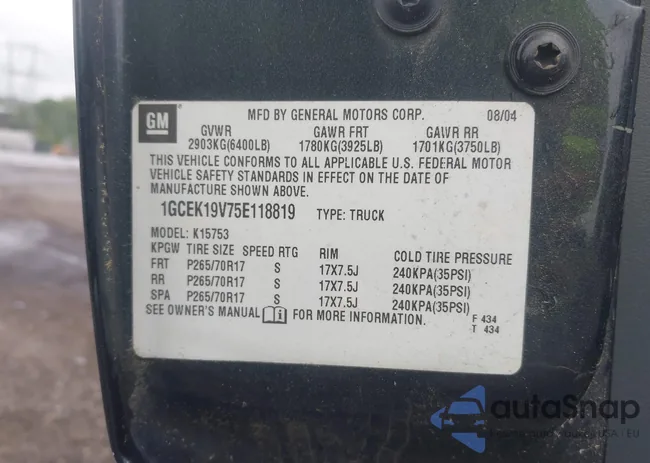 GM
MFD BY GENERAL MOTORS CORP. 08/04
GVWR GAWR FRT GAWR RR
2903KG(6400LB) 1780KG(3925LB) 1701KG(3750LB)
THIS VEHICLE CONFORMS TO ALL APPLICABLE U.S. FEDERAL MOTOR
VEHICLE SAFETY STANDARDS IN EFFECT ON THE DATE OF
MANUFACTURE SHOWN ABOVE.
1GCEK19V75E118819 TYPE: TRUCK
MODEL: K15753
KPGW TIRE SIZE SPEED RTG RIM COLD TIRE PRESSURE
FRT P265/70R17 S 17X7.5J 240KPA(35PSI)
RR P265/70R17 S 17X7.5J 240KPA(35PSI)
SPA P265/70R17 S 17X7.5J 240KPA(35PSI)
SEE OWNER'S MANUAL FOR MORE INFORMATION.
F 434
T 434
autoSnap